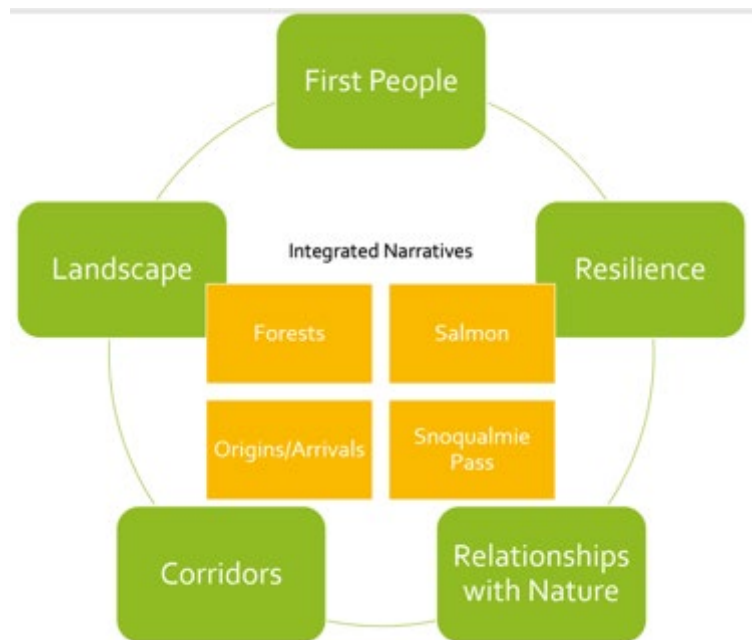 First People
Landscape
Resilience
Integrated Narratives
Forests
Salmon
Origins/Arrivals
Snoqualmie
Pass
Corridors
Relationships
with Nature